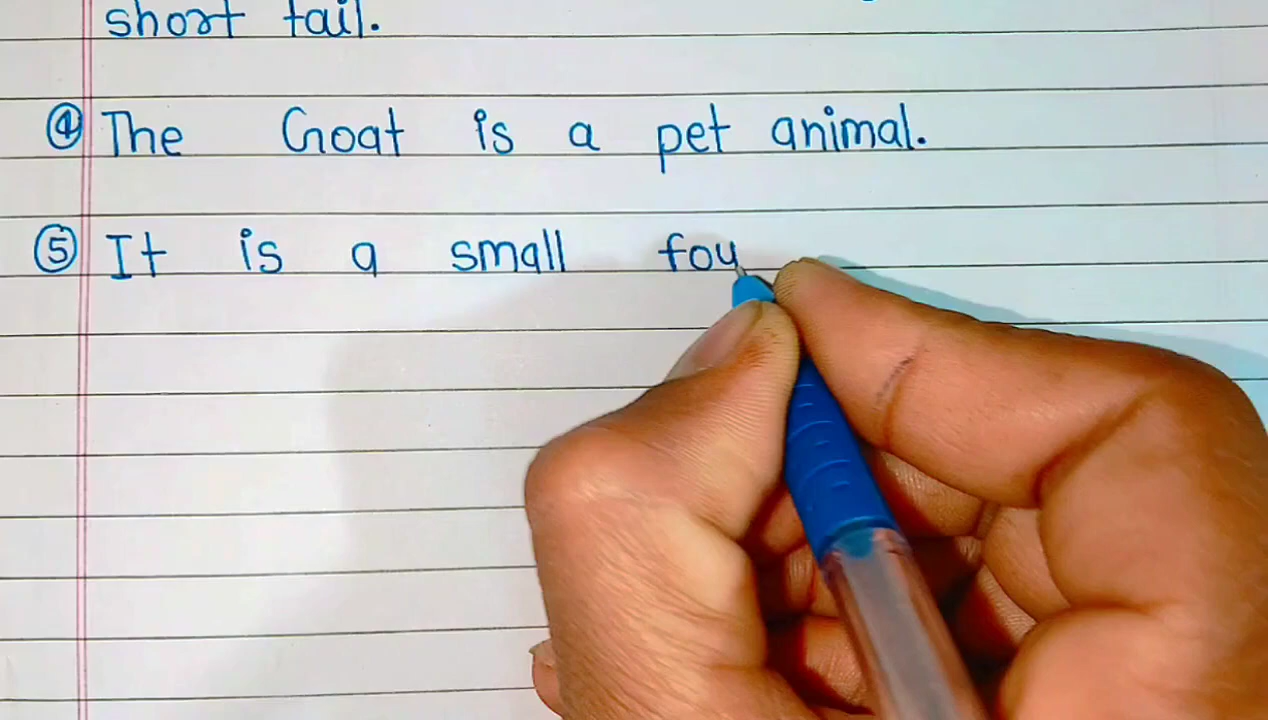 short tail.
④ The Goat is a pet animal.
⑤ It is a small fou